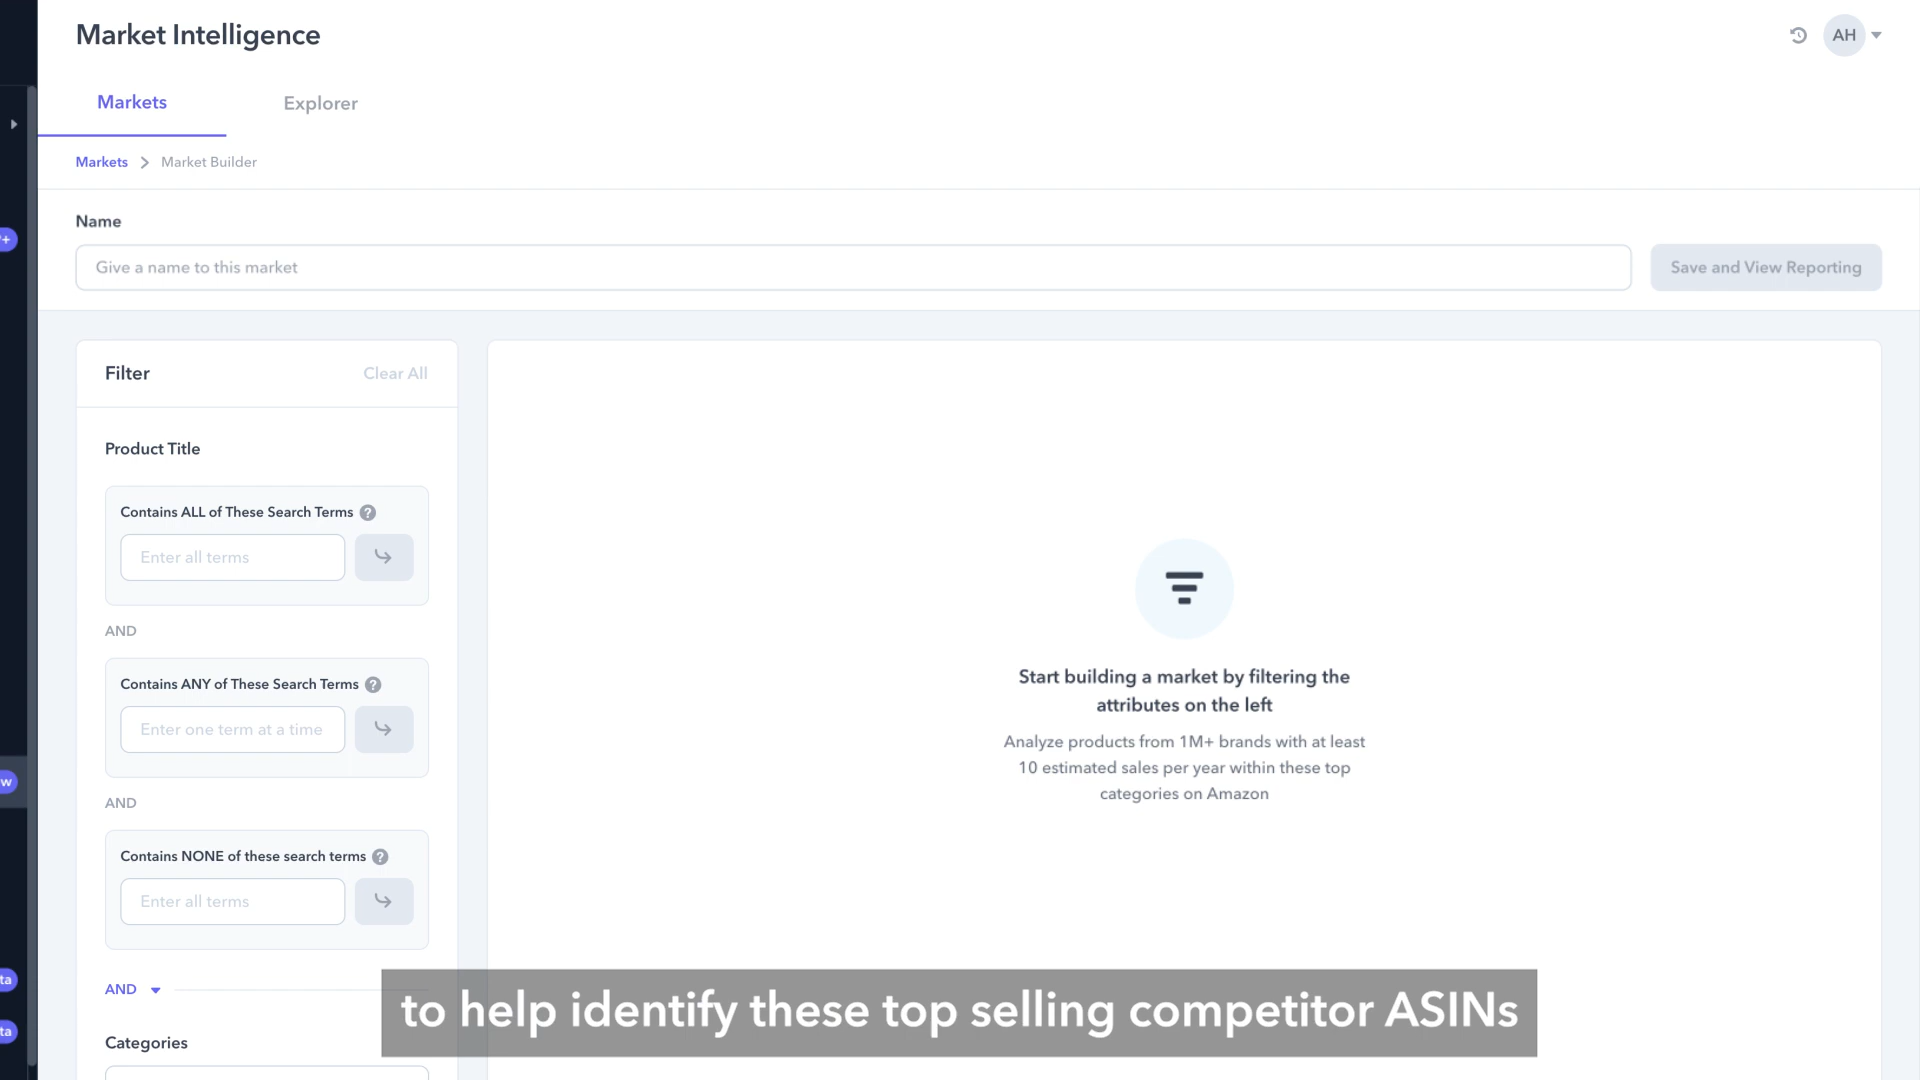 Market Intelligence
AH
Markets
Explorer
Markets
Market Builder
Name
Give a name to this market
Save and View Reporting
Filter
Clear All
Product Title
Contains ALL of These Search Terms ?
Enter all terms
AND
Contains ANY of These Search Terms ?
Enter one term at a time
AND
Contains NONE of these search terms ?
Enter all terms
AND
Categories
Start building a market by filtering the
attributes on the left
Analyze products from 1M+ brands with at least
10 estimated sales per year within these top
categories on Amazon
to help identify these top selling competitor ASINs